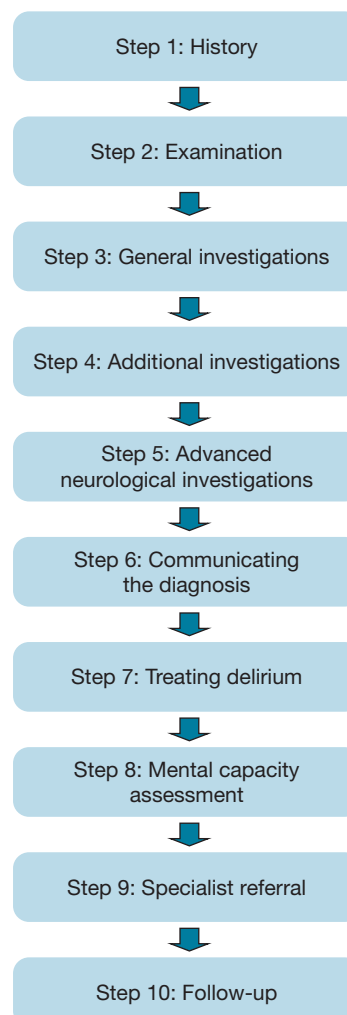 Step 1: History
Step 2: Examination
Step 3: General investigations
Step 4: Additional investigations
Step 5: Advanced
neurological investigations
Step 6: Communicating
the diagnosis
Step 7: Treating delirium
Step 8: Mental capacity
assessment
Step 9: Specialist referral
Step 10: Follow-up